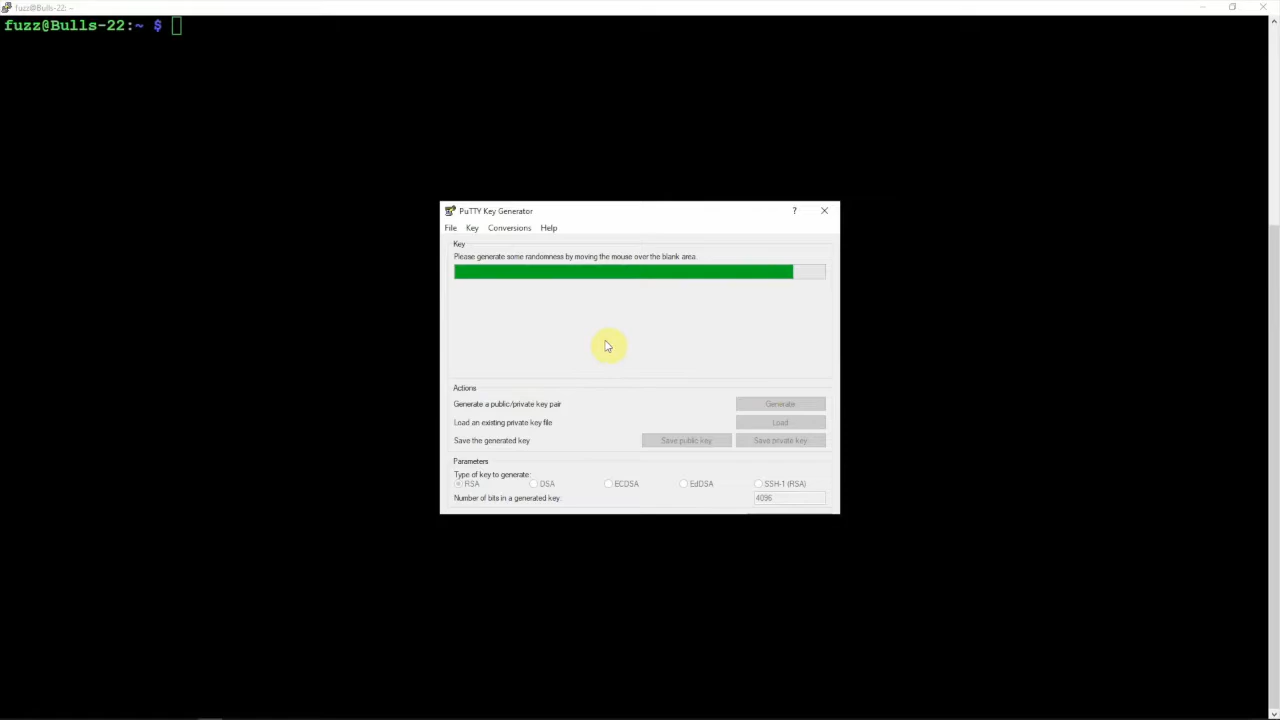 fuzz@Bulls-22: ~
fuzz@Bulls-22:~ $
PuTTY Key Generator
?
File Key Conversions Help
Key
Please generate some randomness by moving the mouse over the blank area.
Actions
Generate a public/private key pair
Generate
Load an existing private key file
Load
Save the generated key
Save public key
Save private key
Parameters
Type of key to generate:
RSA DSA ECDSA EdDSA SSH-1 (RSA)
Number of bits in a generated key:
4096